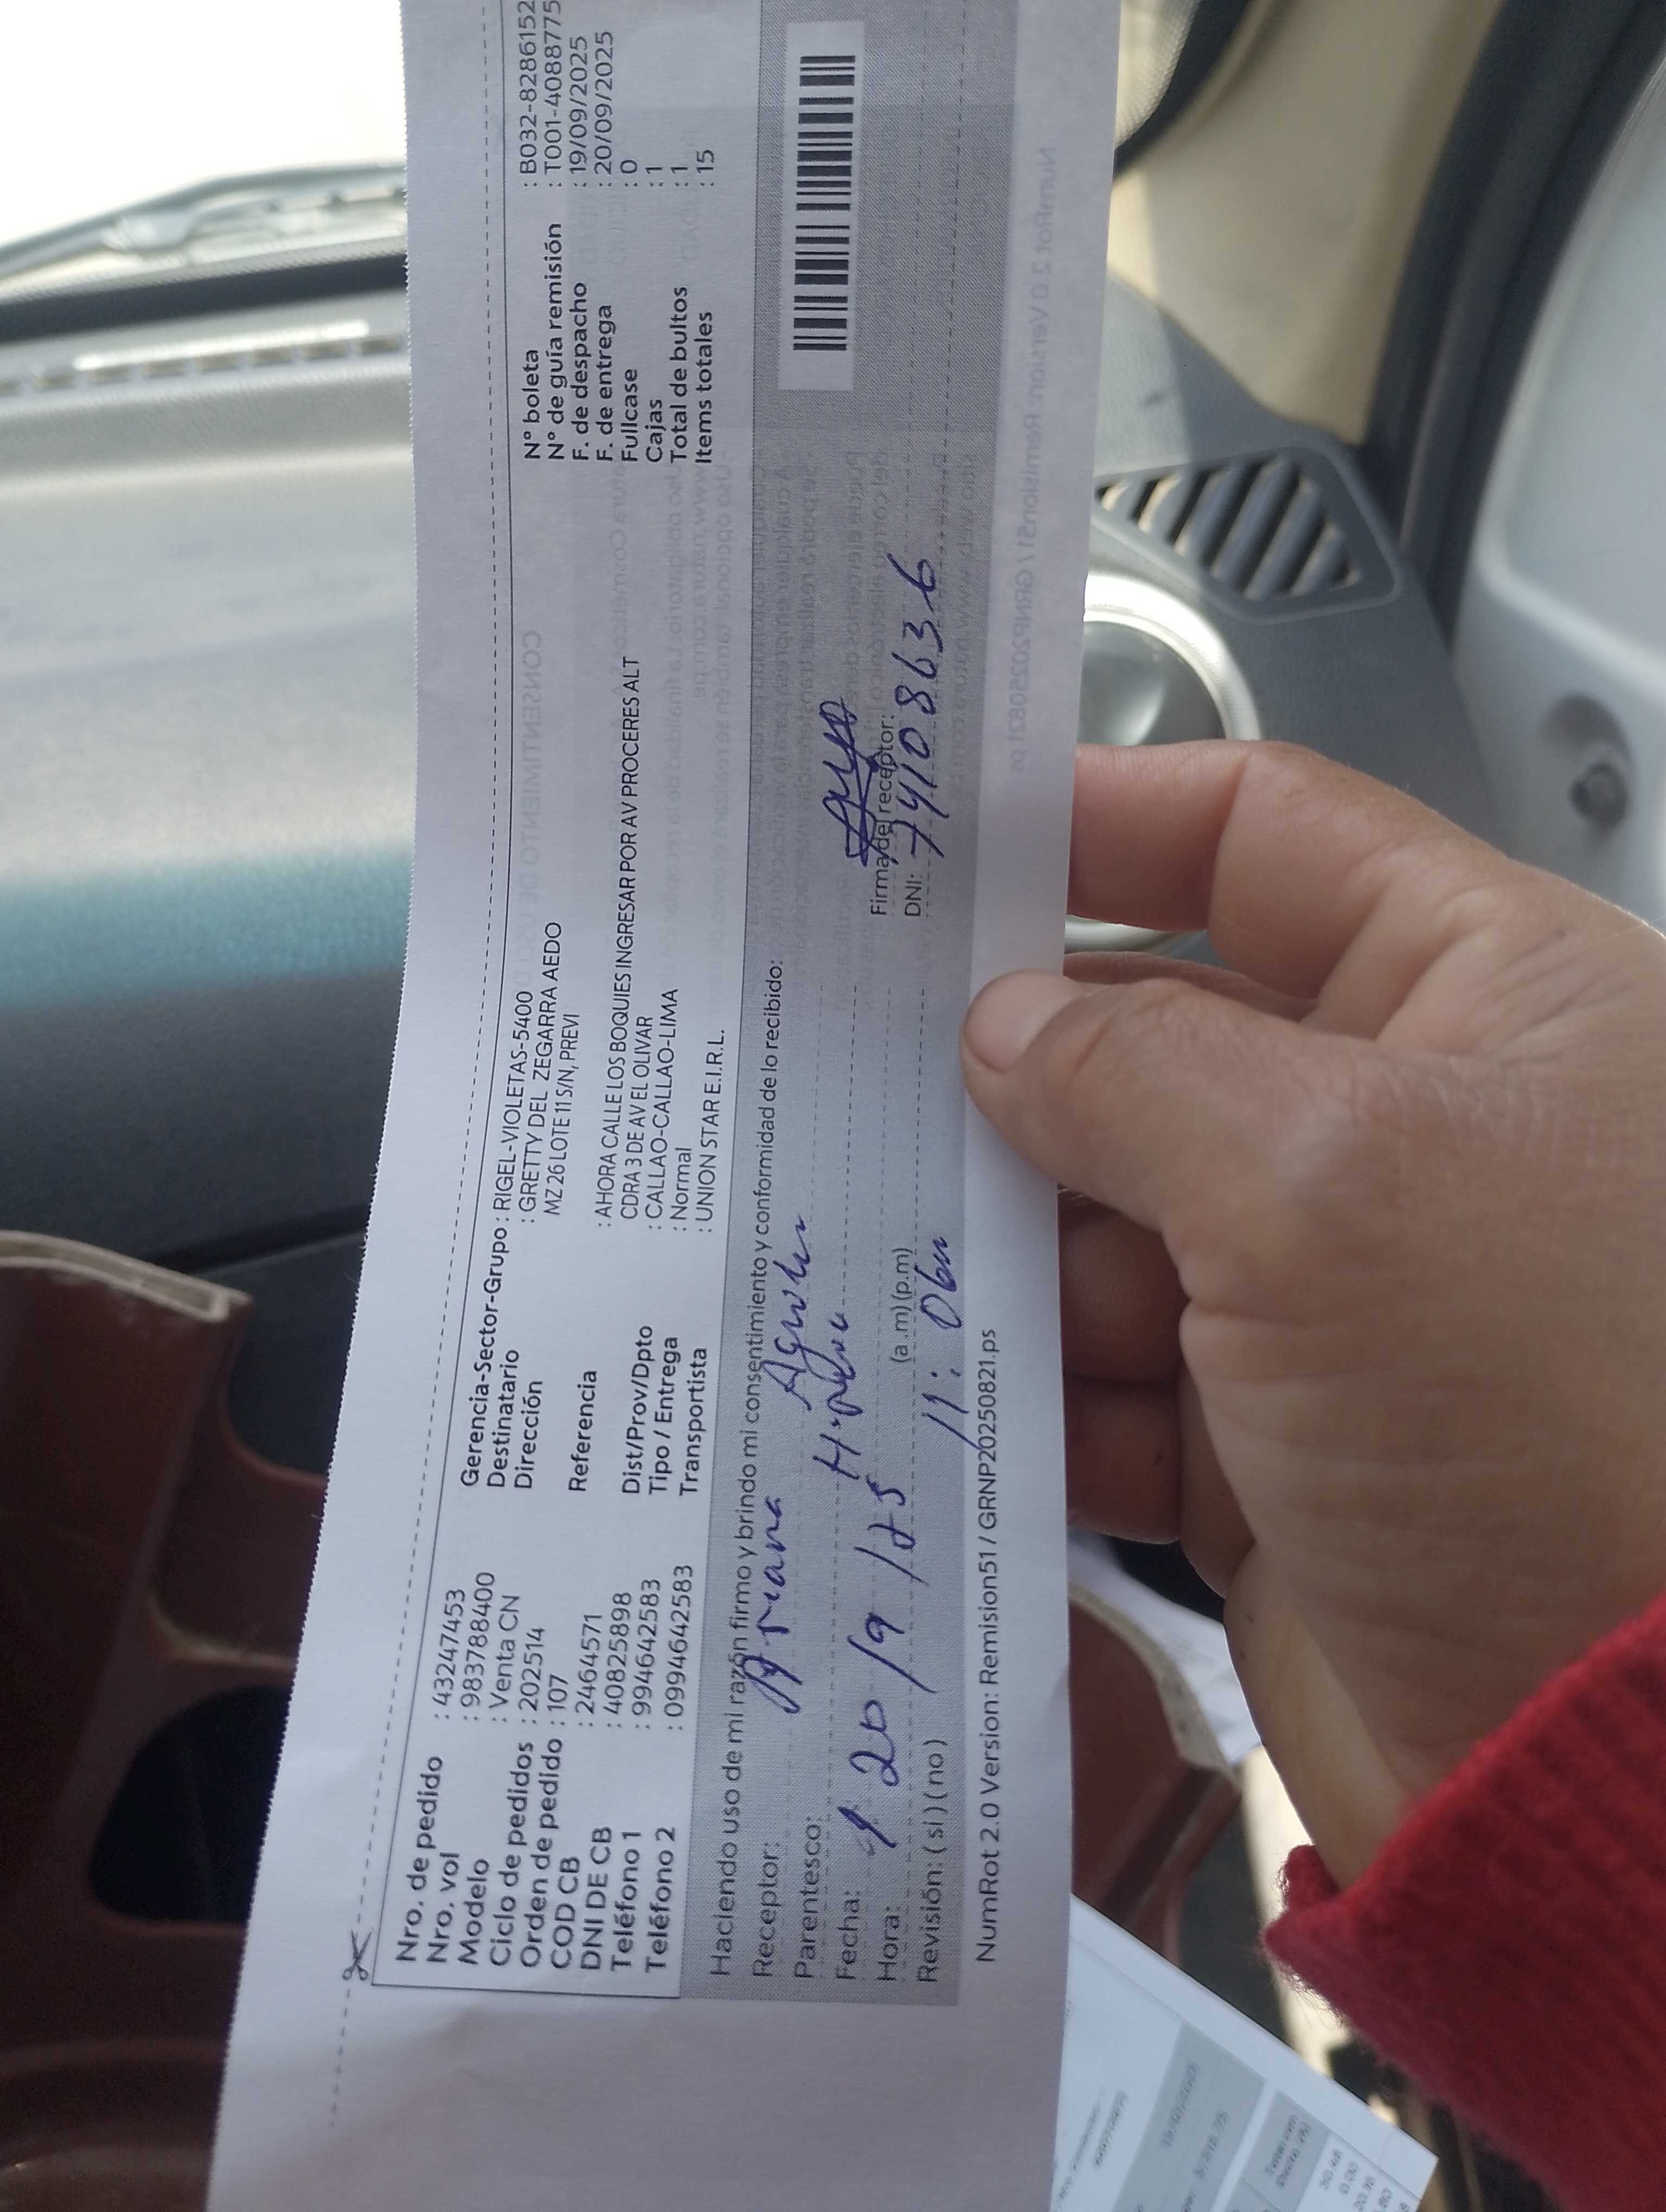 Nro. de pedido : 43247453
Nro. vol : 9837788400
Modelo : Venta CN
Ciclo de pedidos : 202514
Orden de pedido : 107
COD CB : 2464571
DNI DE CB : 40825898
Teléfono 1 : 994642583
Teléfono 2 : 0994642583
Gerencia-Sector-Grupo : RIGEL-VIOLETAS-5400
Destinatario : GRETTY DEL ZEGARRA AEDO
Dirección MZ 26 LOTE 11 S/N, PREVI
Referencia : AHORA CALLE LOS BOQUIES INGRESAR POR AV PROCERES ALT
CDRA 3 DE AV EL OLIVAR
Dist/Prov/Dpto : CALLAO-CALLAO-LIMA
Tipo / Entrega : Normal
Transportista : UNION STAR E.I.R.L.
N° boleta : B032-8286152
N° de guía remisión : T001-4088775
F. de despacho : 19/09/2025
F. de entrega : 20/09/2025
Fullcase : 0
Cajas : 1
Total de bultos : 1
Items totales : 15
Haciendo uso de mi razón firmo y brindo mi consentimiento y conformidad de lo recibido:
Receptor: Ariana
Parentesco:
Fecha: 20/9/25
Hora: 11:06 (a.m) (p.m)
Revisión: (si) (no)
Firma del receptor:
DNI: 74108636
NumRot 2.0 Version: Remision51 / GRNP20250821.ps